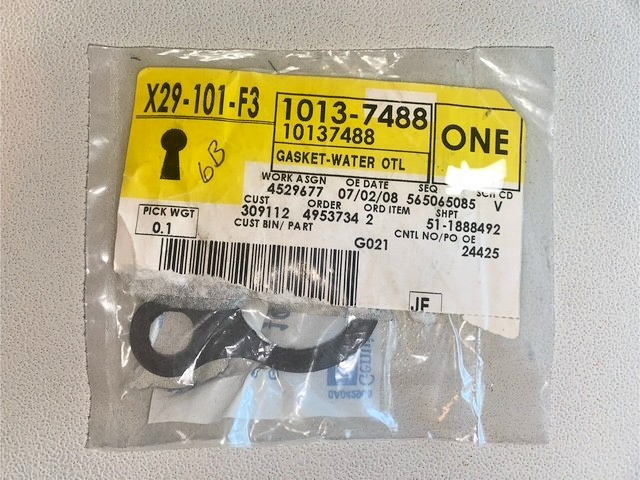 X29-101-F3
1013-7488
10137488
ONE
GASKET-WATER OTL
6B
WORK ASGN OE DATE SEQ SCH CD
4529677 07/02/08 565065085 V
CUST ORDER ORD ITEM SHPT
309112 4953734 2 51-1888492
CUST BIN/ PART CNTL NO/PO OE
G021 24425
PICK WGT
0.1
JF
Genui